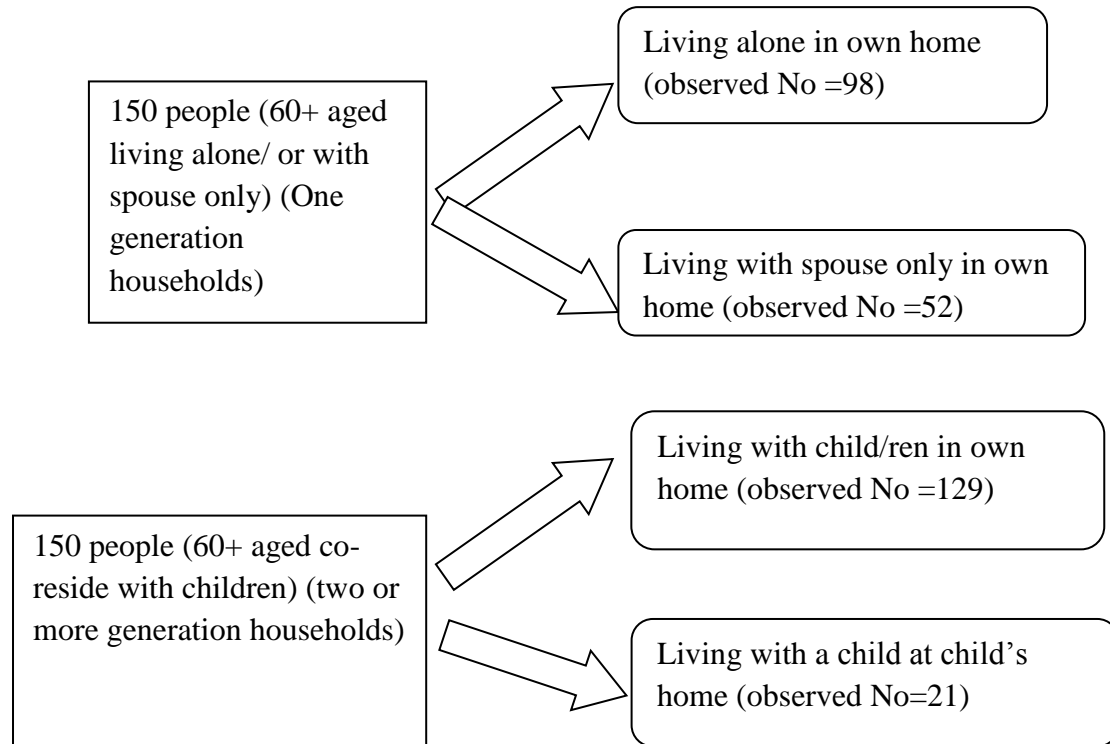 150 people (60+ aged
living alone/ or with
spouse only) (One
generation
households)
Living alone in own home
(observed No =98)
Living with spouse only in own
home (observed No =52)
150 people (60+ aged co-
reside with children) (two or
more generation households)
Living with child/ren in own
home (observed No =129)
Living with a child at child’s
home (observed No=21)